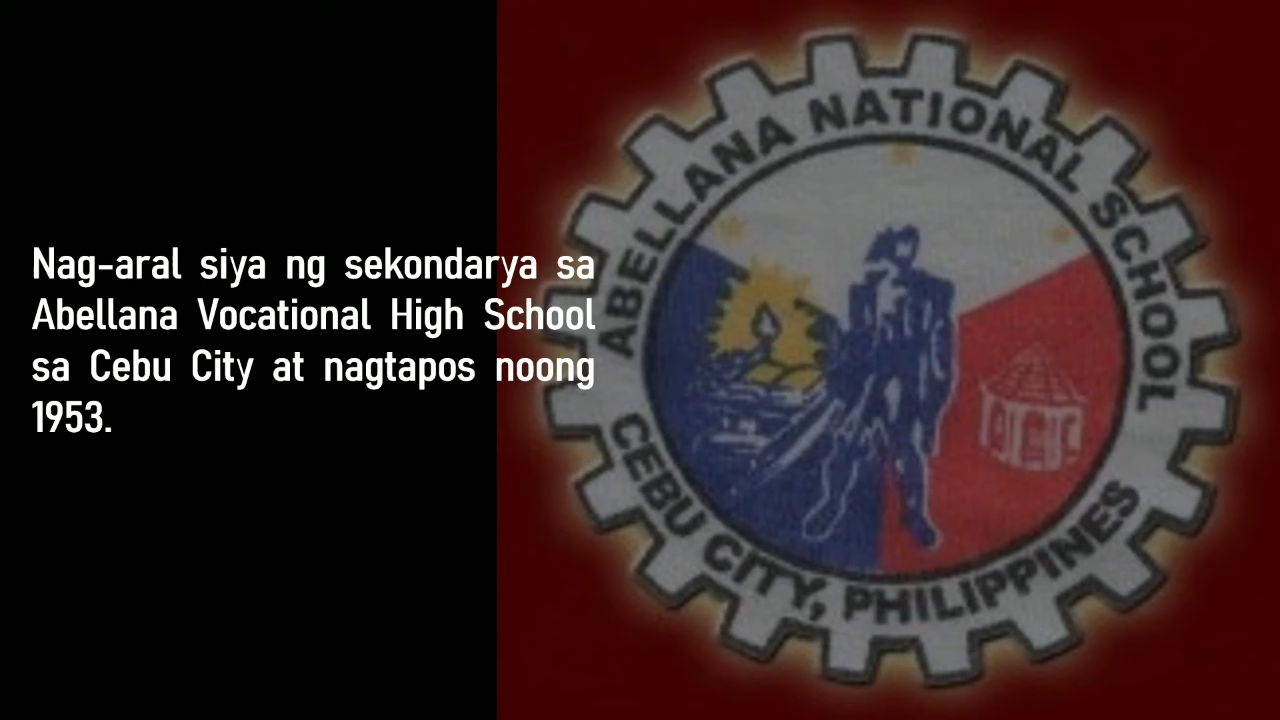 Nag-aral siya ng sekondarya sa
Abellana Vocational High School
sa Cebu City at nagtapos noong
1953.
ABELLANA NATIONAL SCHOOL
CEBU CITY, PHILIPPINES